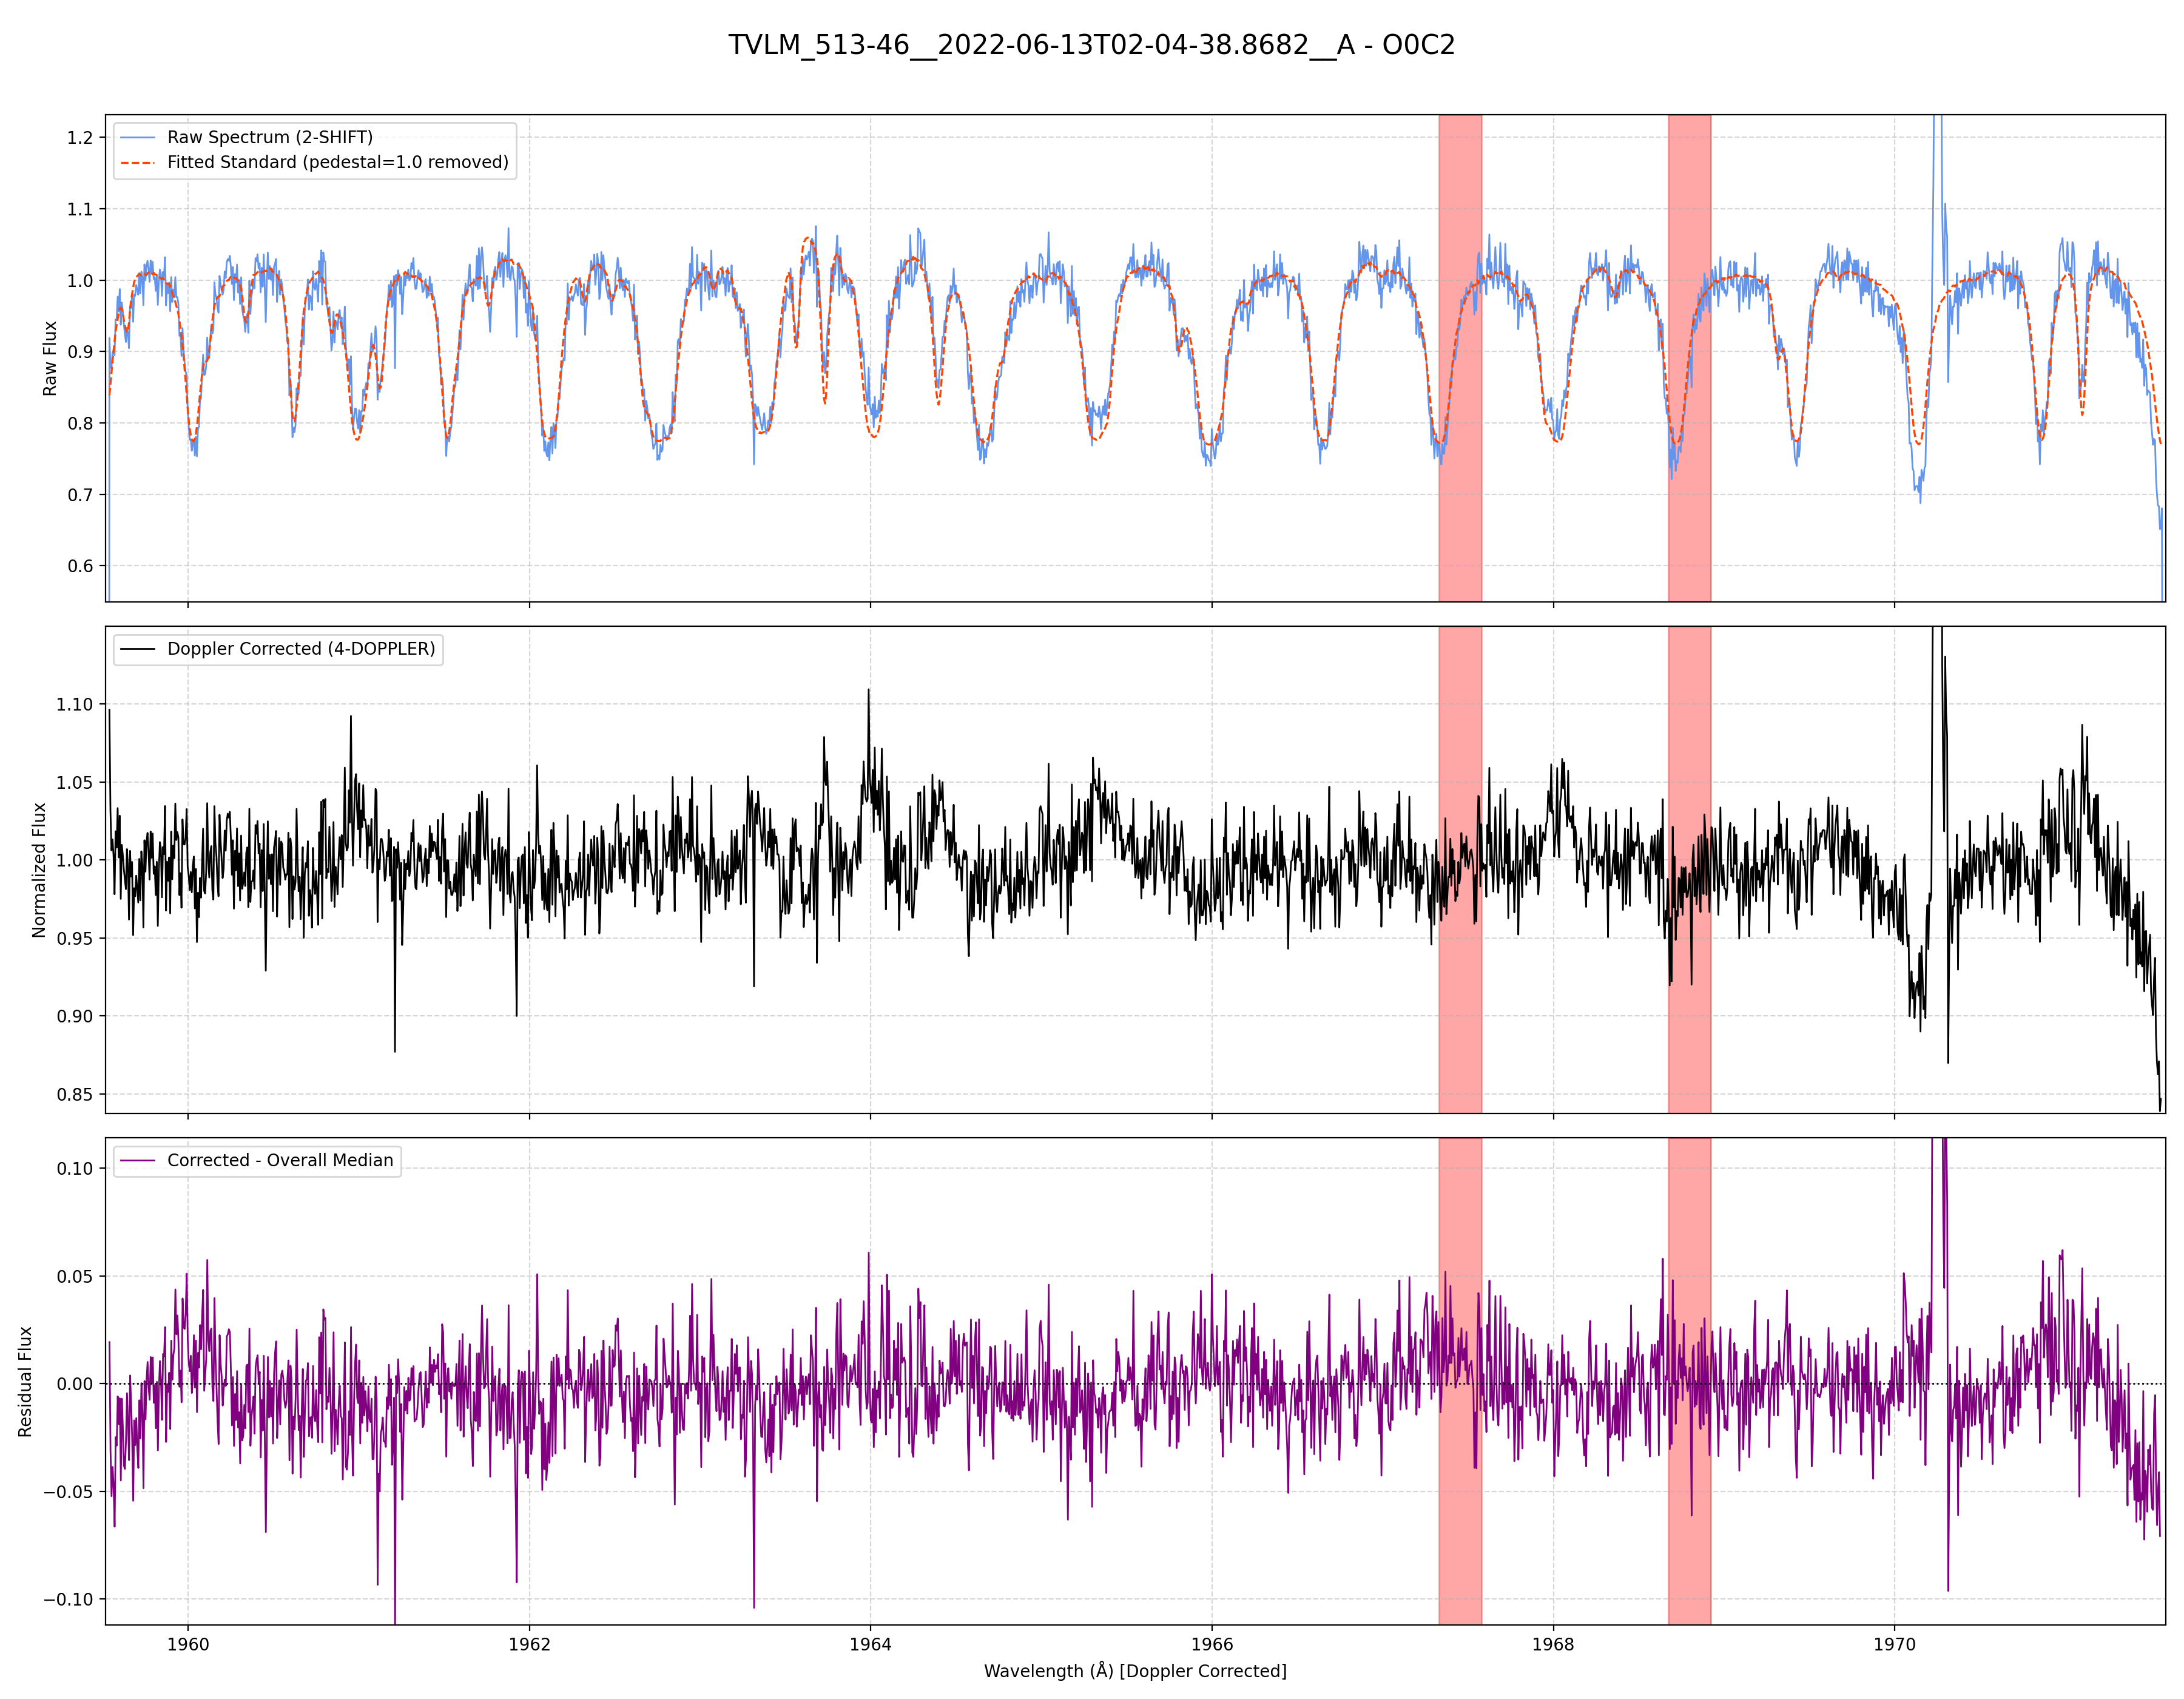 TVLM_513-46__2022-06-13T02-04-38.8682__A - O0C2
Raw Spectrum (2-SHIFT)
Fitted Standard (pedestal=1.0 removed)
Raw Flux
1.2
1.1
1.0
0.9
0.8
0.7
0.6
Doppler Corrected (4-DOPPLER)
Normalized Flux
1.10
1.05
1.00
0.95
0.90
0.85
Corrected - Overall Median
Residual Flux
0.10
0.05
0.00
−0.05
−0.10
1960 1962 1964 1966 1968 1970
Wavelength (Å) [Doppler Corrected]